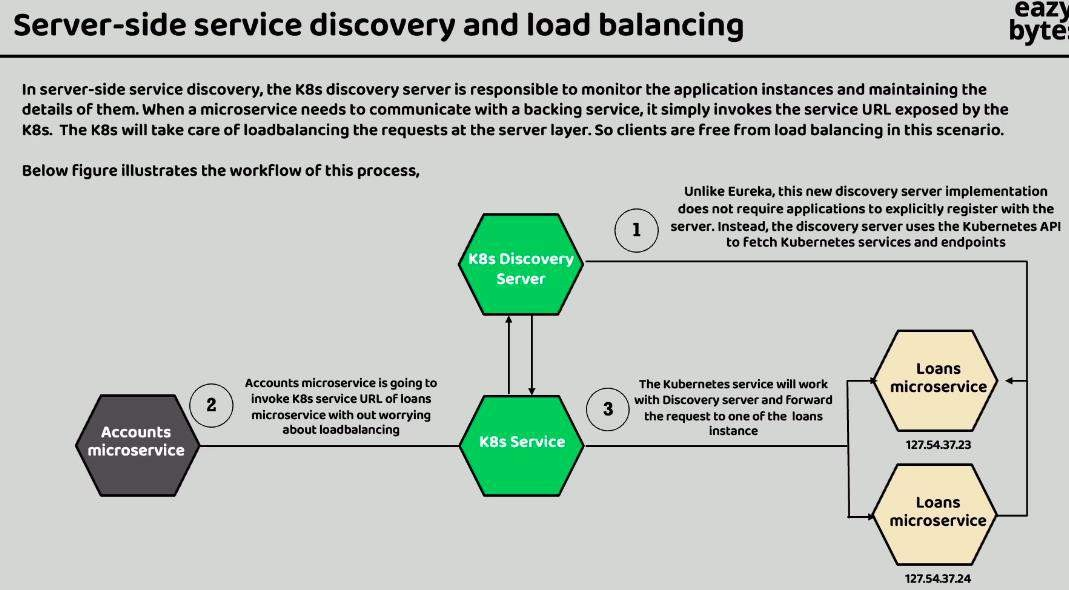 Server-side service discovery and load balancing
eazy
bytes
In server-side service discovery, the K8s discovery server is responsible to monitor the application instances and maintaining the
details of them. When a microservice needs to communicate with a backing service, it simply invokes the service URL exposed by the
K8s. The K8s will take care of loadbalancing the requests at the server layer. So clients are free from load balancing in this scenario.
Below figure illustrates the workflow of this process,
Unlike Eureka, this new discovery server implementation
does not require applications to explicitly register with the
server. Instead, the discovery server uses the Kubernetes API
to fetch Kubernetes services and endpoints
1
K8s Discovery
Server
Accounts microservice is going to
invoke K8s service URL of loans
microservice with out worrying
about loadbalancing
2
The Kubernetes service will work
with Discovery server and forward
the request to one of the loans
instance
3
Accounts
microservice
K8s Service
Loans
microservice
127.54.37.23
Loans
microservice
127.54.37.24